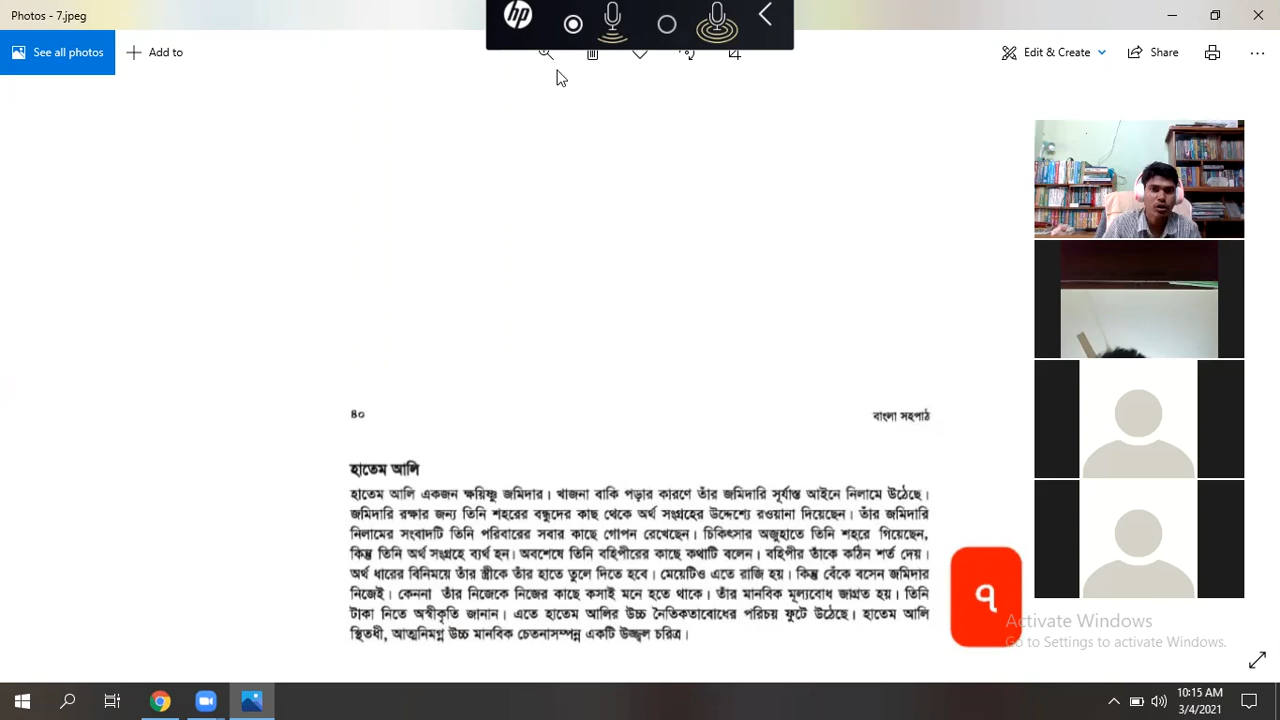 Photos - 7.jpeg
hp
See all photos
Add to
Edit & Create
Share
৪০
বাংলা সহপাঠ
হাতেম আলি
হাতেম আলি একজন ক্ষয়িষ্ণু জমিদার। খাজনা বাকি পড়ার কারণে তাঁর জমিদারি সূর্যাস্ত আইনে নিলামে উঠেছে।
জমিদারি রক্ষার জন্য তিনি শহরের বন্ধুদের কাছ থেকে অর্থ সংগ্রহের উদ্দেশ্যে রওয়ানা দিয়েছেন। তাঁর জমিদারি
নিলামের সংবাদটি তিনি পরিবারের সবার কাছে গোপন রেখেছেন। চিকিৎসার অজুহাতে তিনি শহরে গিয়েছেন,
কিন্তু তিনি অর্থ সংগ্রহে ব্যর্থ হন। অবশেষে তিনি বহিপীরের কাছে কথাটি বলেন। বহিপীর তাঁকে কঠিন শর্ত দেয়।
অর্থ ধারের বিনিময়ে তাঁর স্ত্রীকে তাঁর হাতে তুলে দিতে হবে। মেয়েটিও এতে রাজি হয়। কিন্তু বেঁকে বসেন জমিদার
নিজেই। কেননা তাঁর নিজেকে নিজের কাছে কসাই মনে হতে থাকে। তাঁর মানবিক মূল্যবোধ জাগ্রত হয়। তিনি
টাকা নিতে অস্বীকৃতি জানান। এতে হাতেম আলির উচ্চ নৈতিকতাবোধের পরিচয় ফুটে উঠেছে। হাতেম আলি
স্থিতধী, আত্মনিমগ্ন উচ্চ মানবিক চেতনাসম্পন্ন একটি উজ্জ্বল চরিত্র।
৭
Activate Windows
Go to Settings to activate Windows.
10:15 AM
3/4/2021